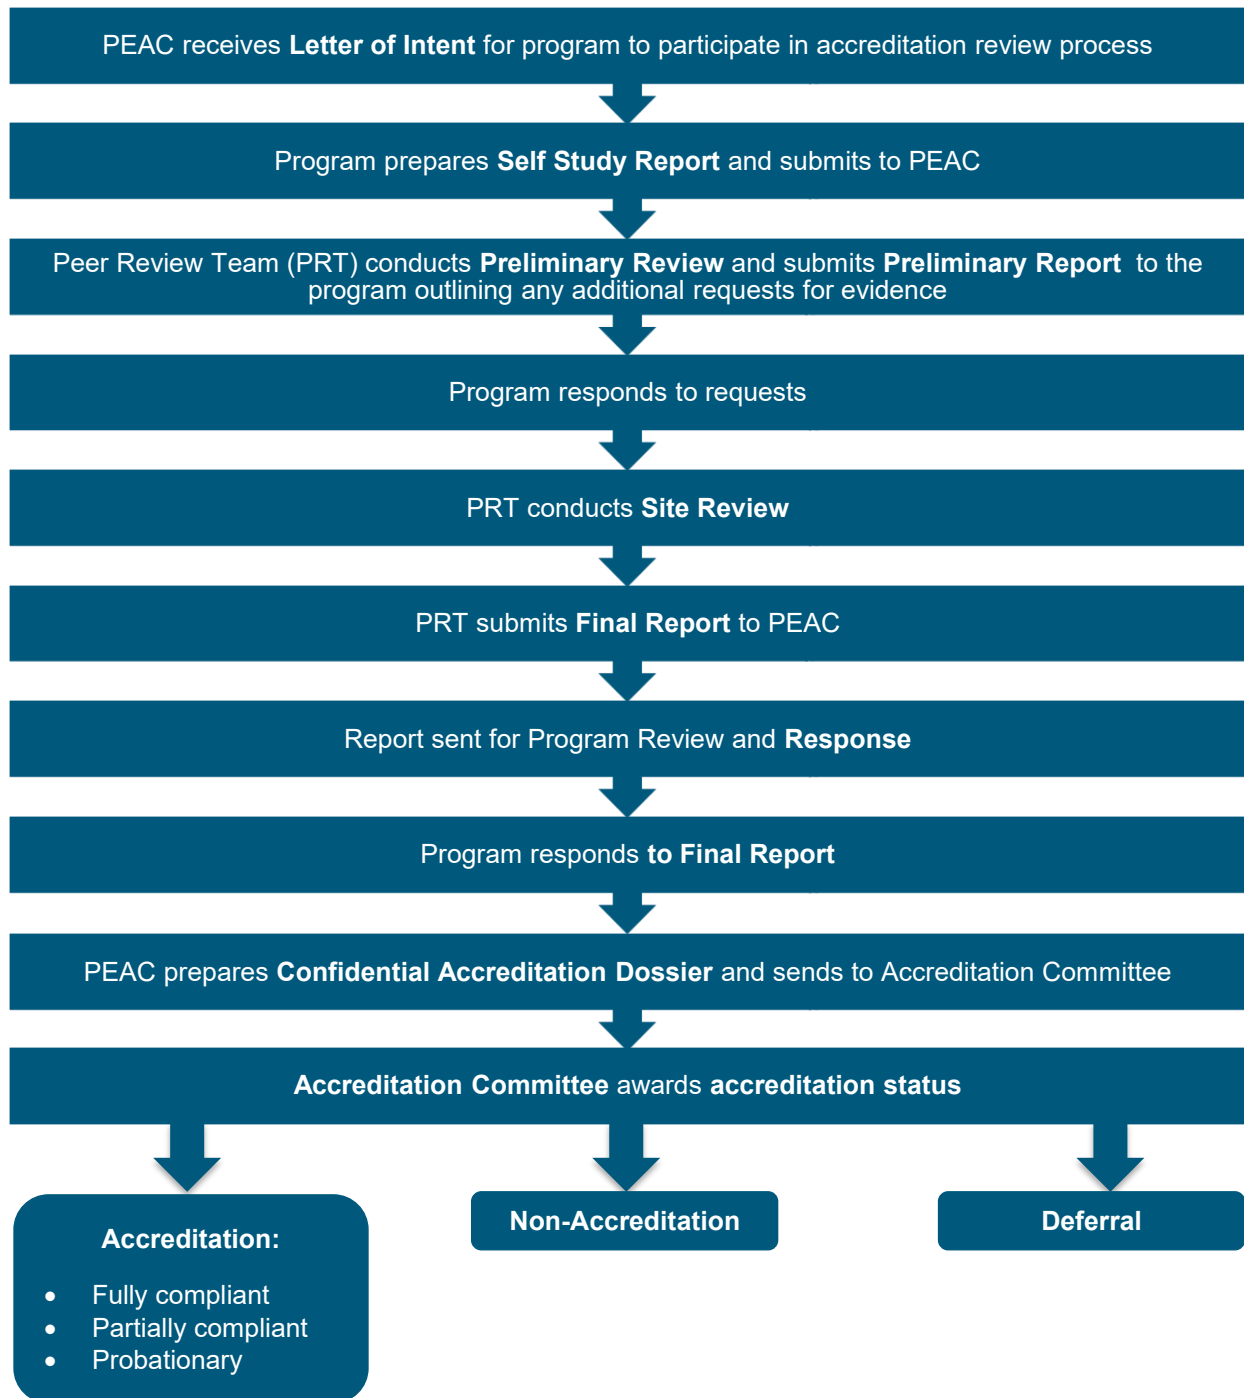 PEAC receives Letter of Intent for program to participate in accreditation review process
Program prepares Self Study Report and submits to PEAC
Peer Review Team (PRT) conducts Preliminary Review and submits Preliminary Report to the
program outlining any additional requests for evidence
Program responds to requests
PRT conducts Site Review
PRT submits Final Report to PEAC
Report sent for Program Review and Response
Program responds to Final Report
PEAC prepares Confidential Accreditation Dossier and sends to Accreditation Committee
Accreditation Committee awards accreditation status
Accreditation:
• Fully compliant
• Partially compliant
• Probationary
Non-Accreditation
Deferral